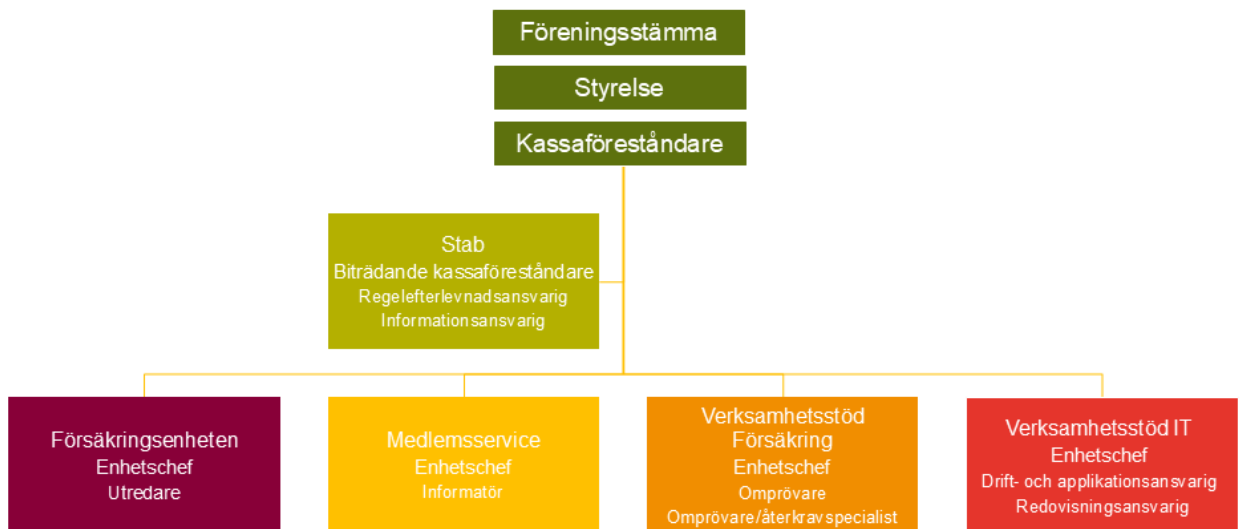 Föreningsstämma
Styrelse
Kassaföreståndare
Stab
Biträdande kassaföreståndare
Regelefterlevnadsansvarig
Informationsansvarig
Försäkringsenheten
Enhetschef
Utredare
Medlemsservice
Enhetschef
Informatör
Verksamhetsstöd
Försäkring
Enhetschef
Omprövare
Omprövare/återkravspecialist
Verksamhetsstöd IT
Enhetschef
Drift- och applikationsansvarig
Redovisningsansvarig